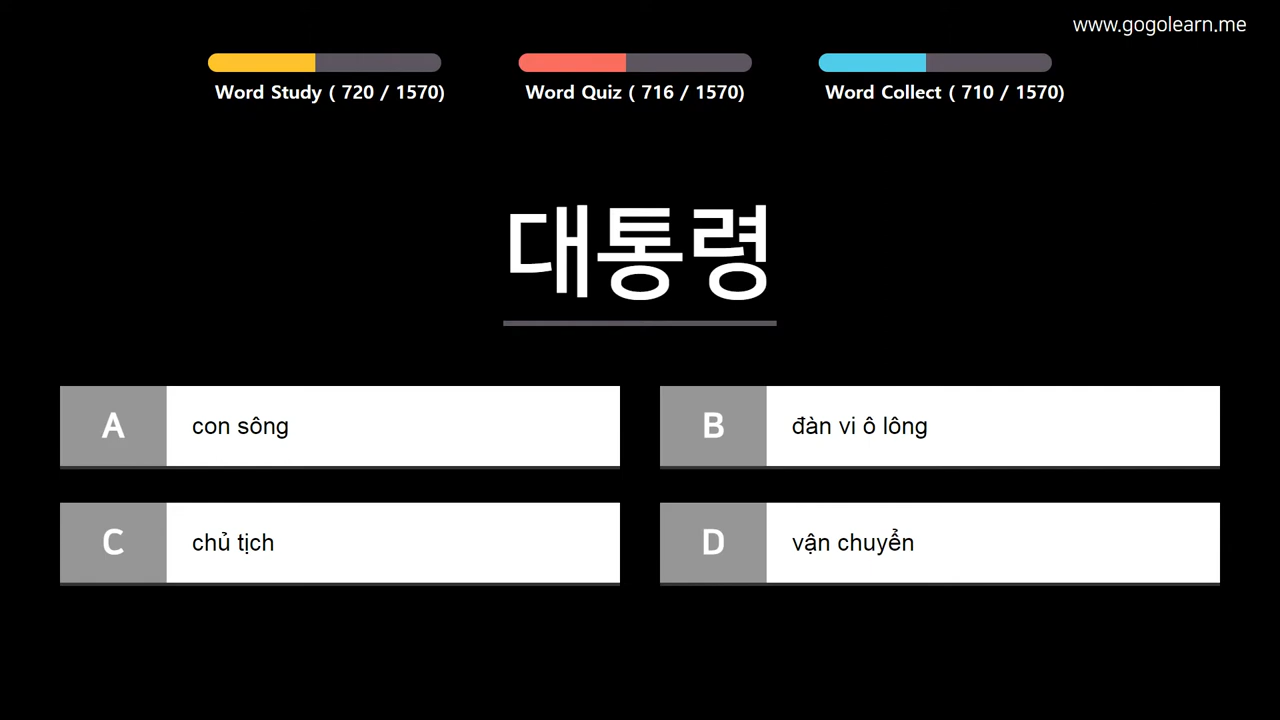 www.gogolearn.me
Word Study ( 720 / 1570)
Word Quiz ( 716 / 1570)
Word Collect ( 710 / 1570)
대통령
A con sông
B đàn vi ô lông
C chủ tịch
D vận chuyển